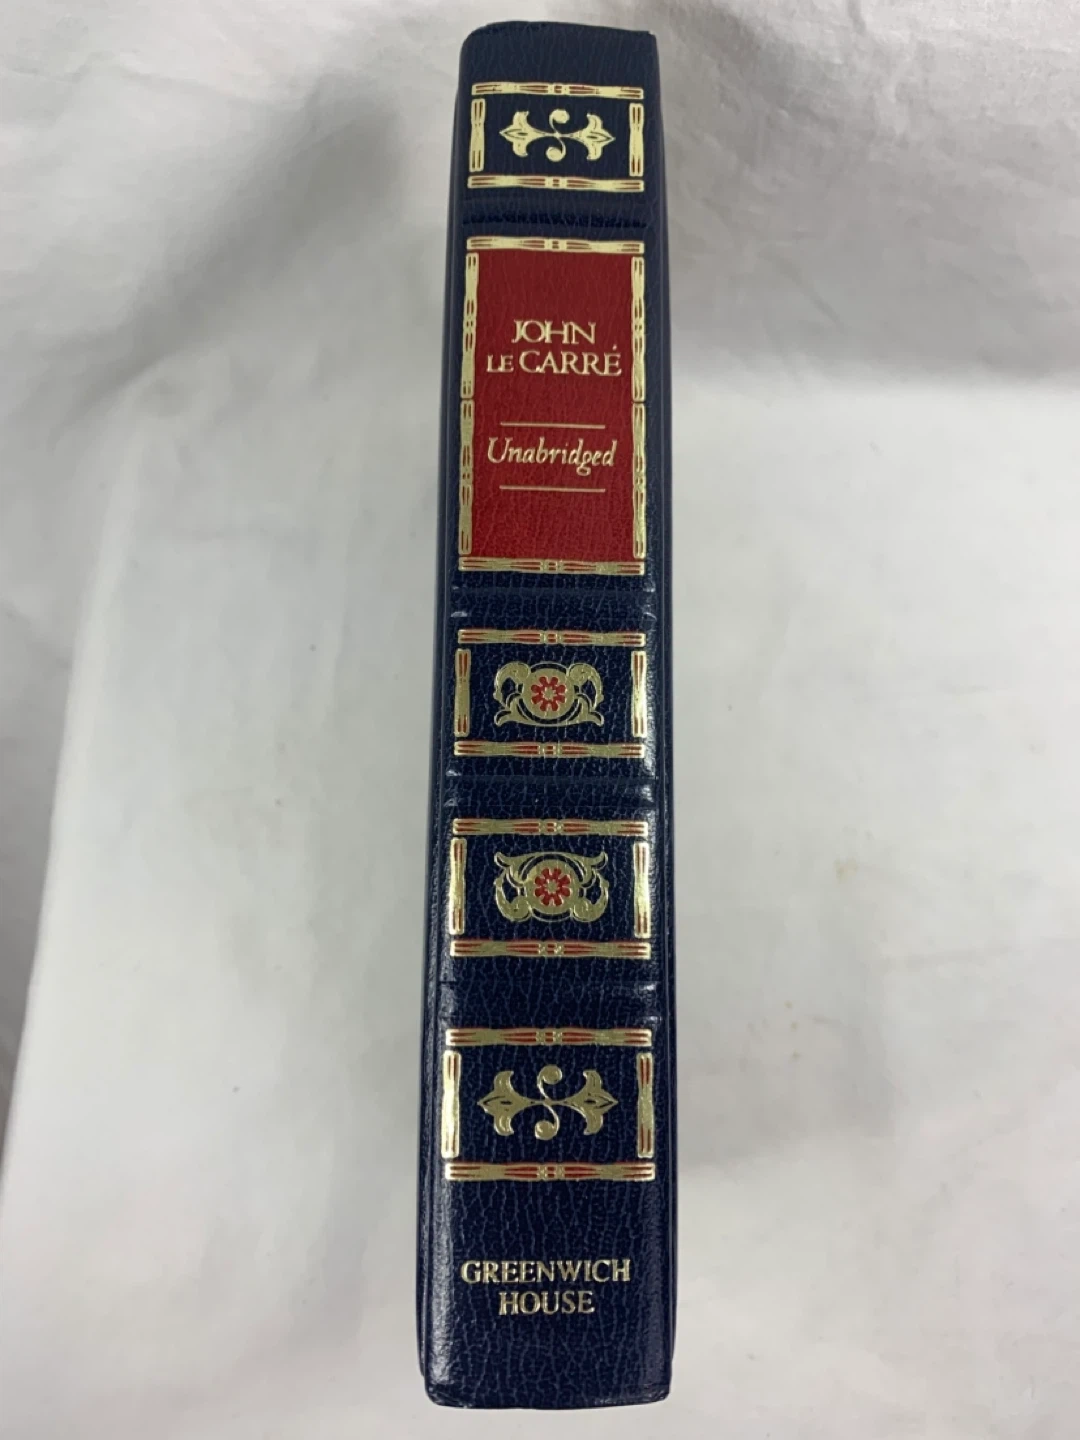 JOHN
LE CARRÉ
Unabridged
GREENWICH
HOUSE